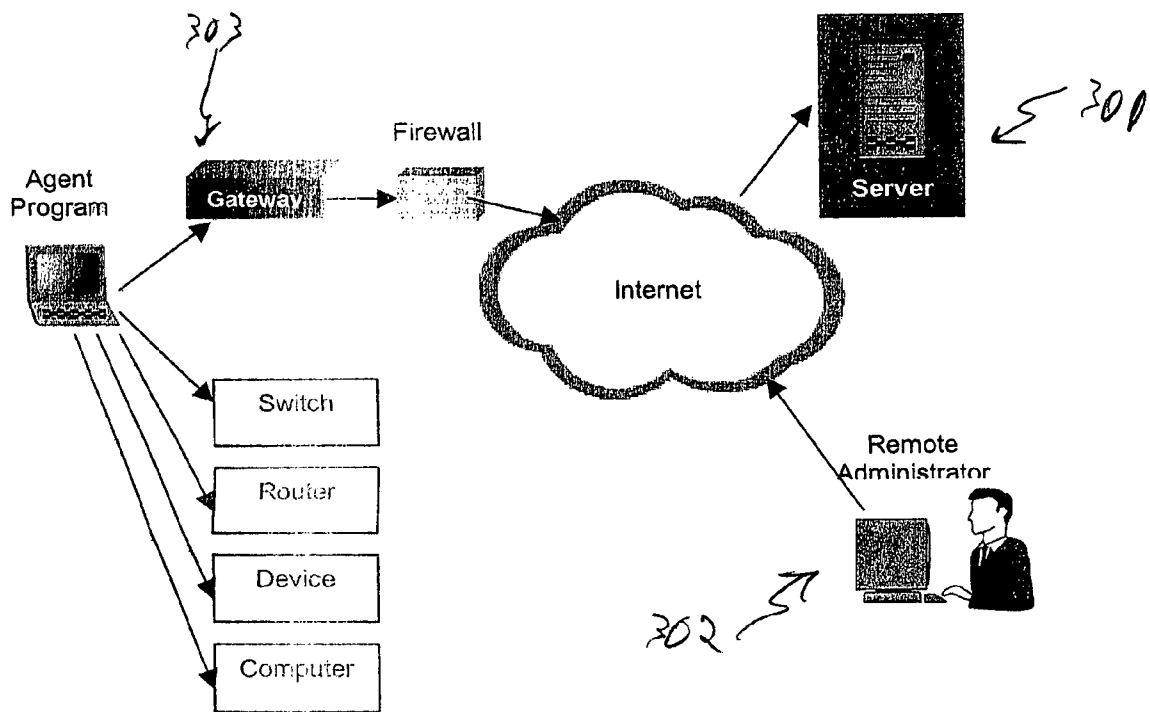 303
301
Firewall
Agent
Program
Gateway
Server
Internet
Switch
Remote
Administrator
Router
Device
302
Computer